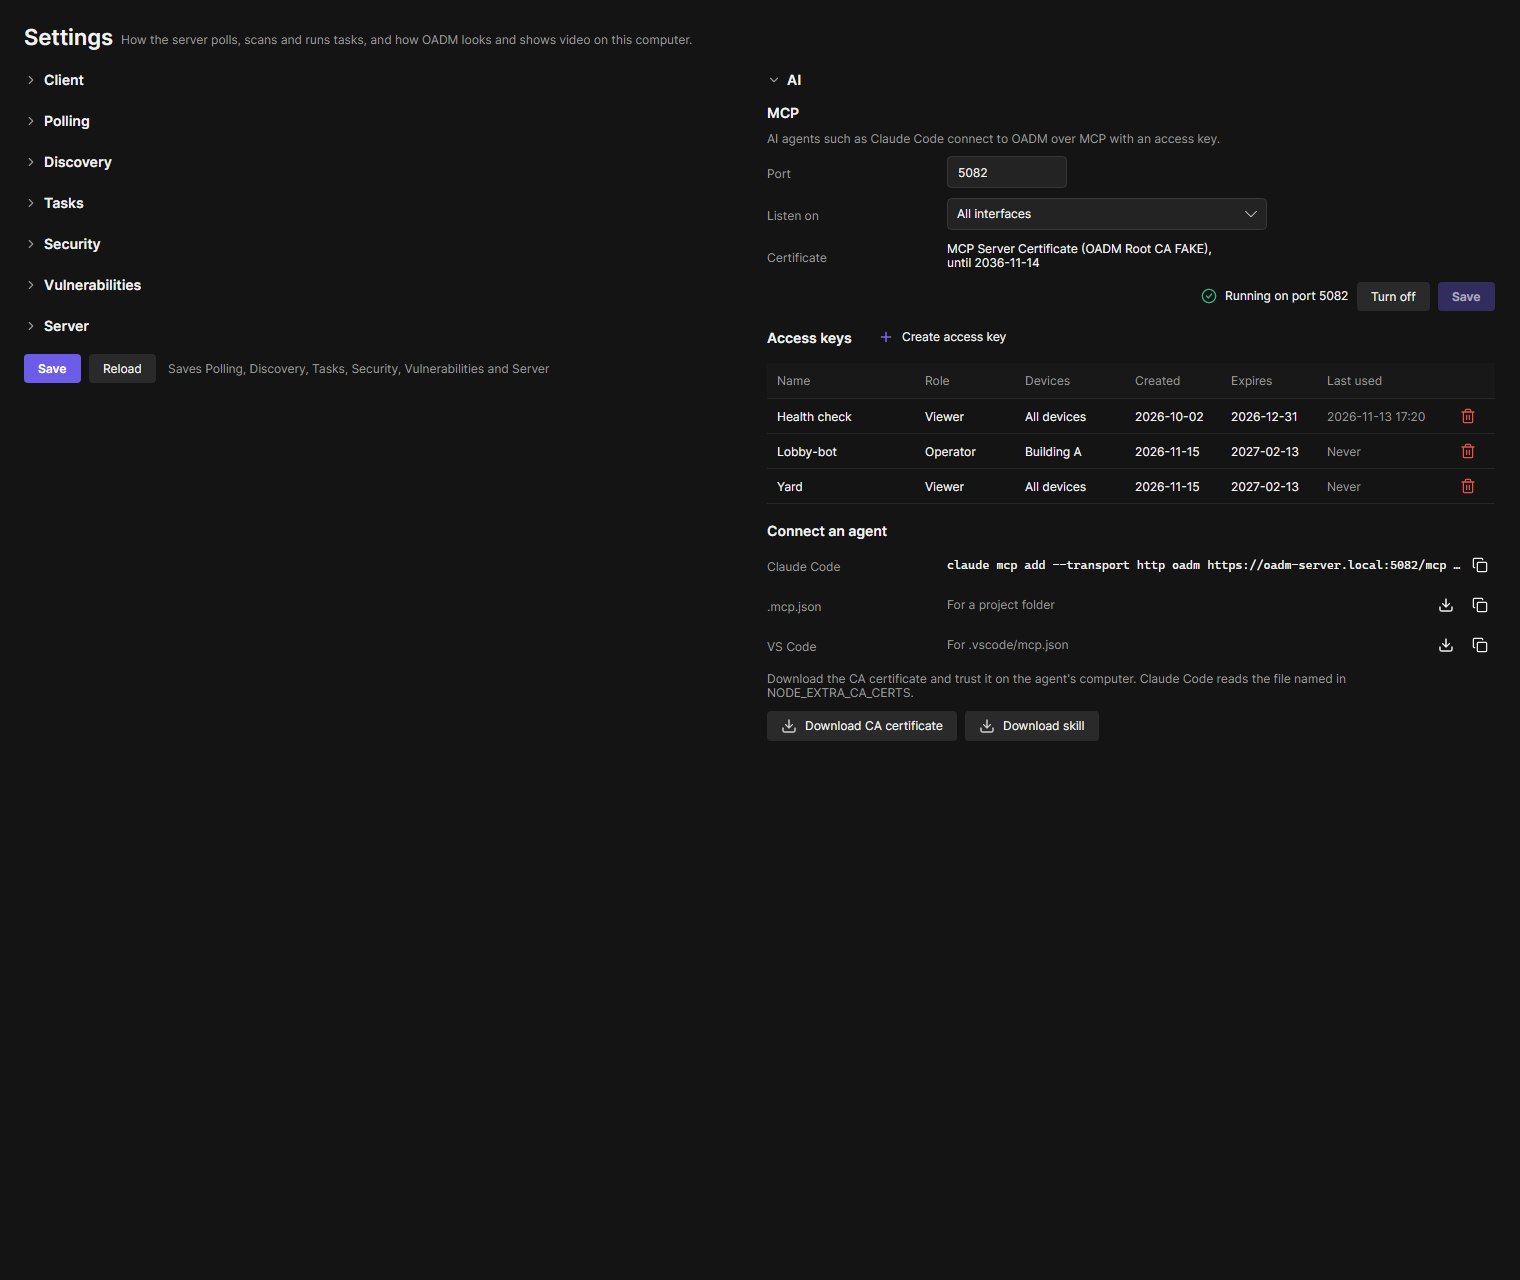 Settings How the server polls, scans and runs tasks, and how OADM looks and shows video on this computer.
Client
Polling
Discovery
Tasks
Security
Vulnerabilities
Server
Save Reload Saves Polling, Discovery, Tasks, Security, Vulnerabilities and Server
AI
MCP
AI agents such as Claude Code connect to OADM over MCP with an access key.
Port 5082
Listen on All interfaces
Certificate MCP Server Certificate (OADM Root CA FAKE),
until 2036-11-14
Running on port 5082 Turn off Save
Access keys Create access key
Name Role Devices Created Expires Last used
Health check Viewer All devices 2026-10-02 2026-12-31 2026-11-13 17:20
Lobby-bot Operator Building A 2026-11-15 2027-02-13 Never
Yard Viewer All devices 2026-11-15 2027-02-13 Never
Connect an agent
Claude Code claude mcp add --transport http oadm https://oadm-server.local:5082/mcp …
.mcp.json For a project folder
VS Code For .vscode/mcp.json
Download the CA certificate and trust it on the agent's computer. Claude Code reads the file named in
NODE_EXTRA_CA_CERTS.
Download CA certificate Download skill